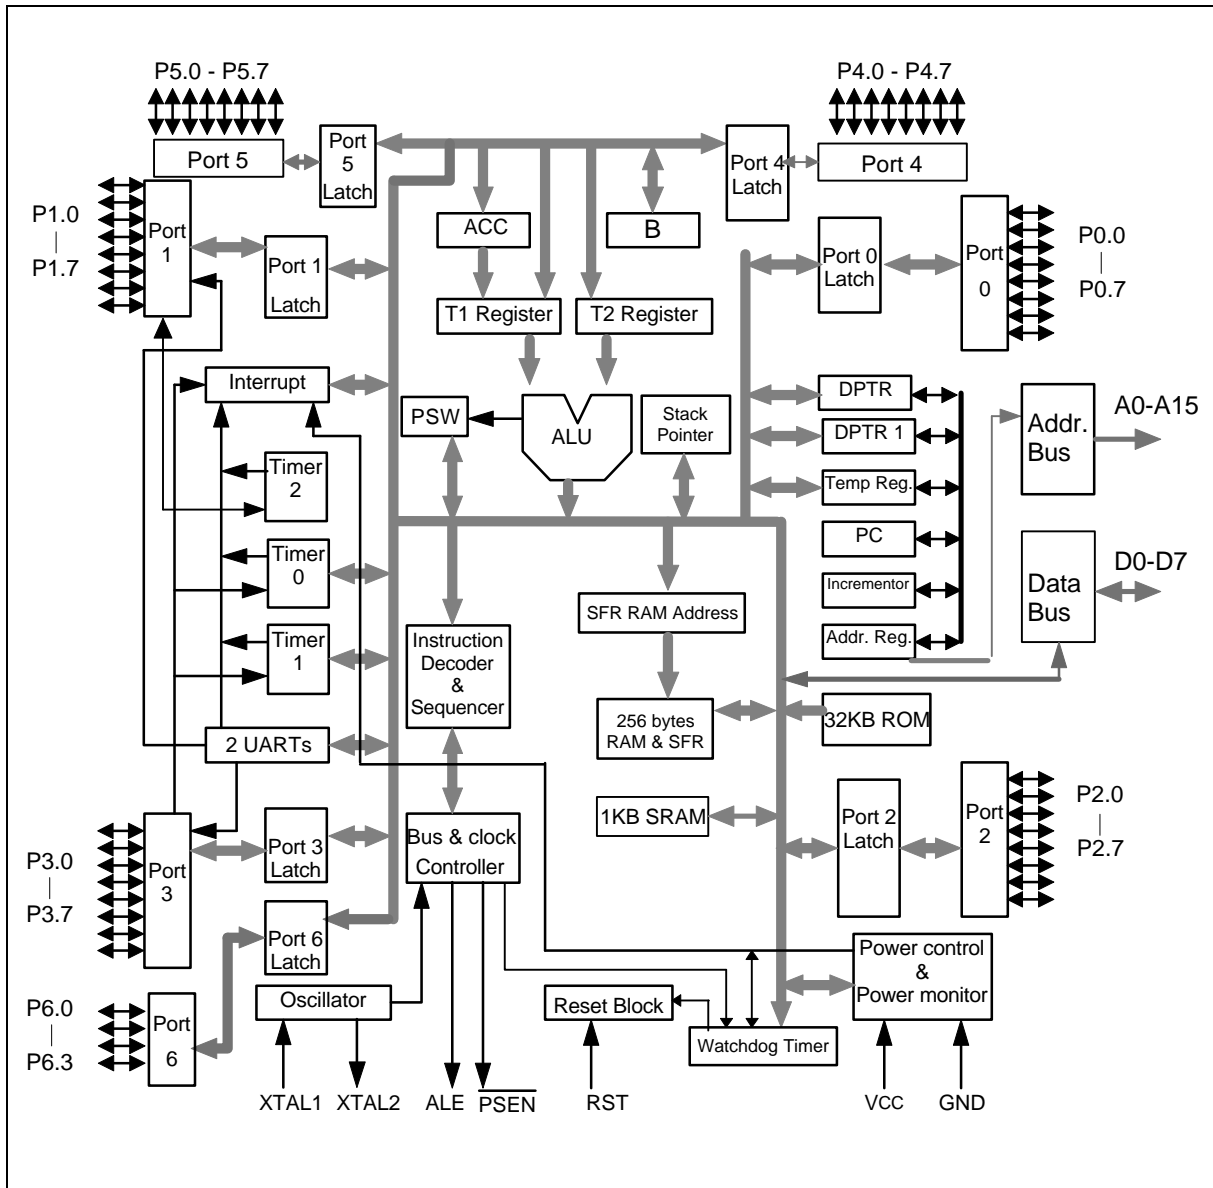 P5.0 - P5.7
P4.0 - P4.7
Port 5
Port
5
Latch
Port 4
Latch
Port 4
P1.0
P1.7
Port
1
Port 1
Latch
ACC
B
Port 0
Latch
Port
0
P0.0
P0.7
T1 Register
T2 Register
Interrupt
PSW
ALU
Stack
Pointer
DPTR
DPTR 1
Temp Reg.
PC
Incrementor
Addr. Reg.
Addr.
Bus
A0-A15
Data
Bus
D0-D7
Timer
2
Timer
0
Timer
1
2 UARTs
Instruction
Decoder
&
Sequencer
SFR RAM Address
256 bytes
RAM & SFR
32KB ROM
1KB SRAM
Port 2
Latch
Port
2
P2.0
P2.7
P3.0
P3.7
Port
3
Port 3
Latch
Bus & clock
Controller
Port 6
Latch
P6.0
P6.3
Port
6
Oscillator
Reset Block
Watchdog Timer
Power control
&
Power monitor
XTAL1
XTAL2
ALE
PSEN
RST
VCC
GND